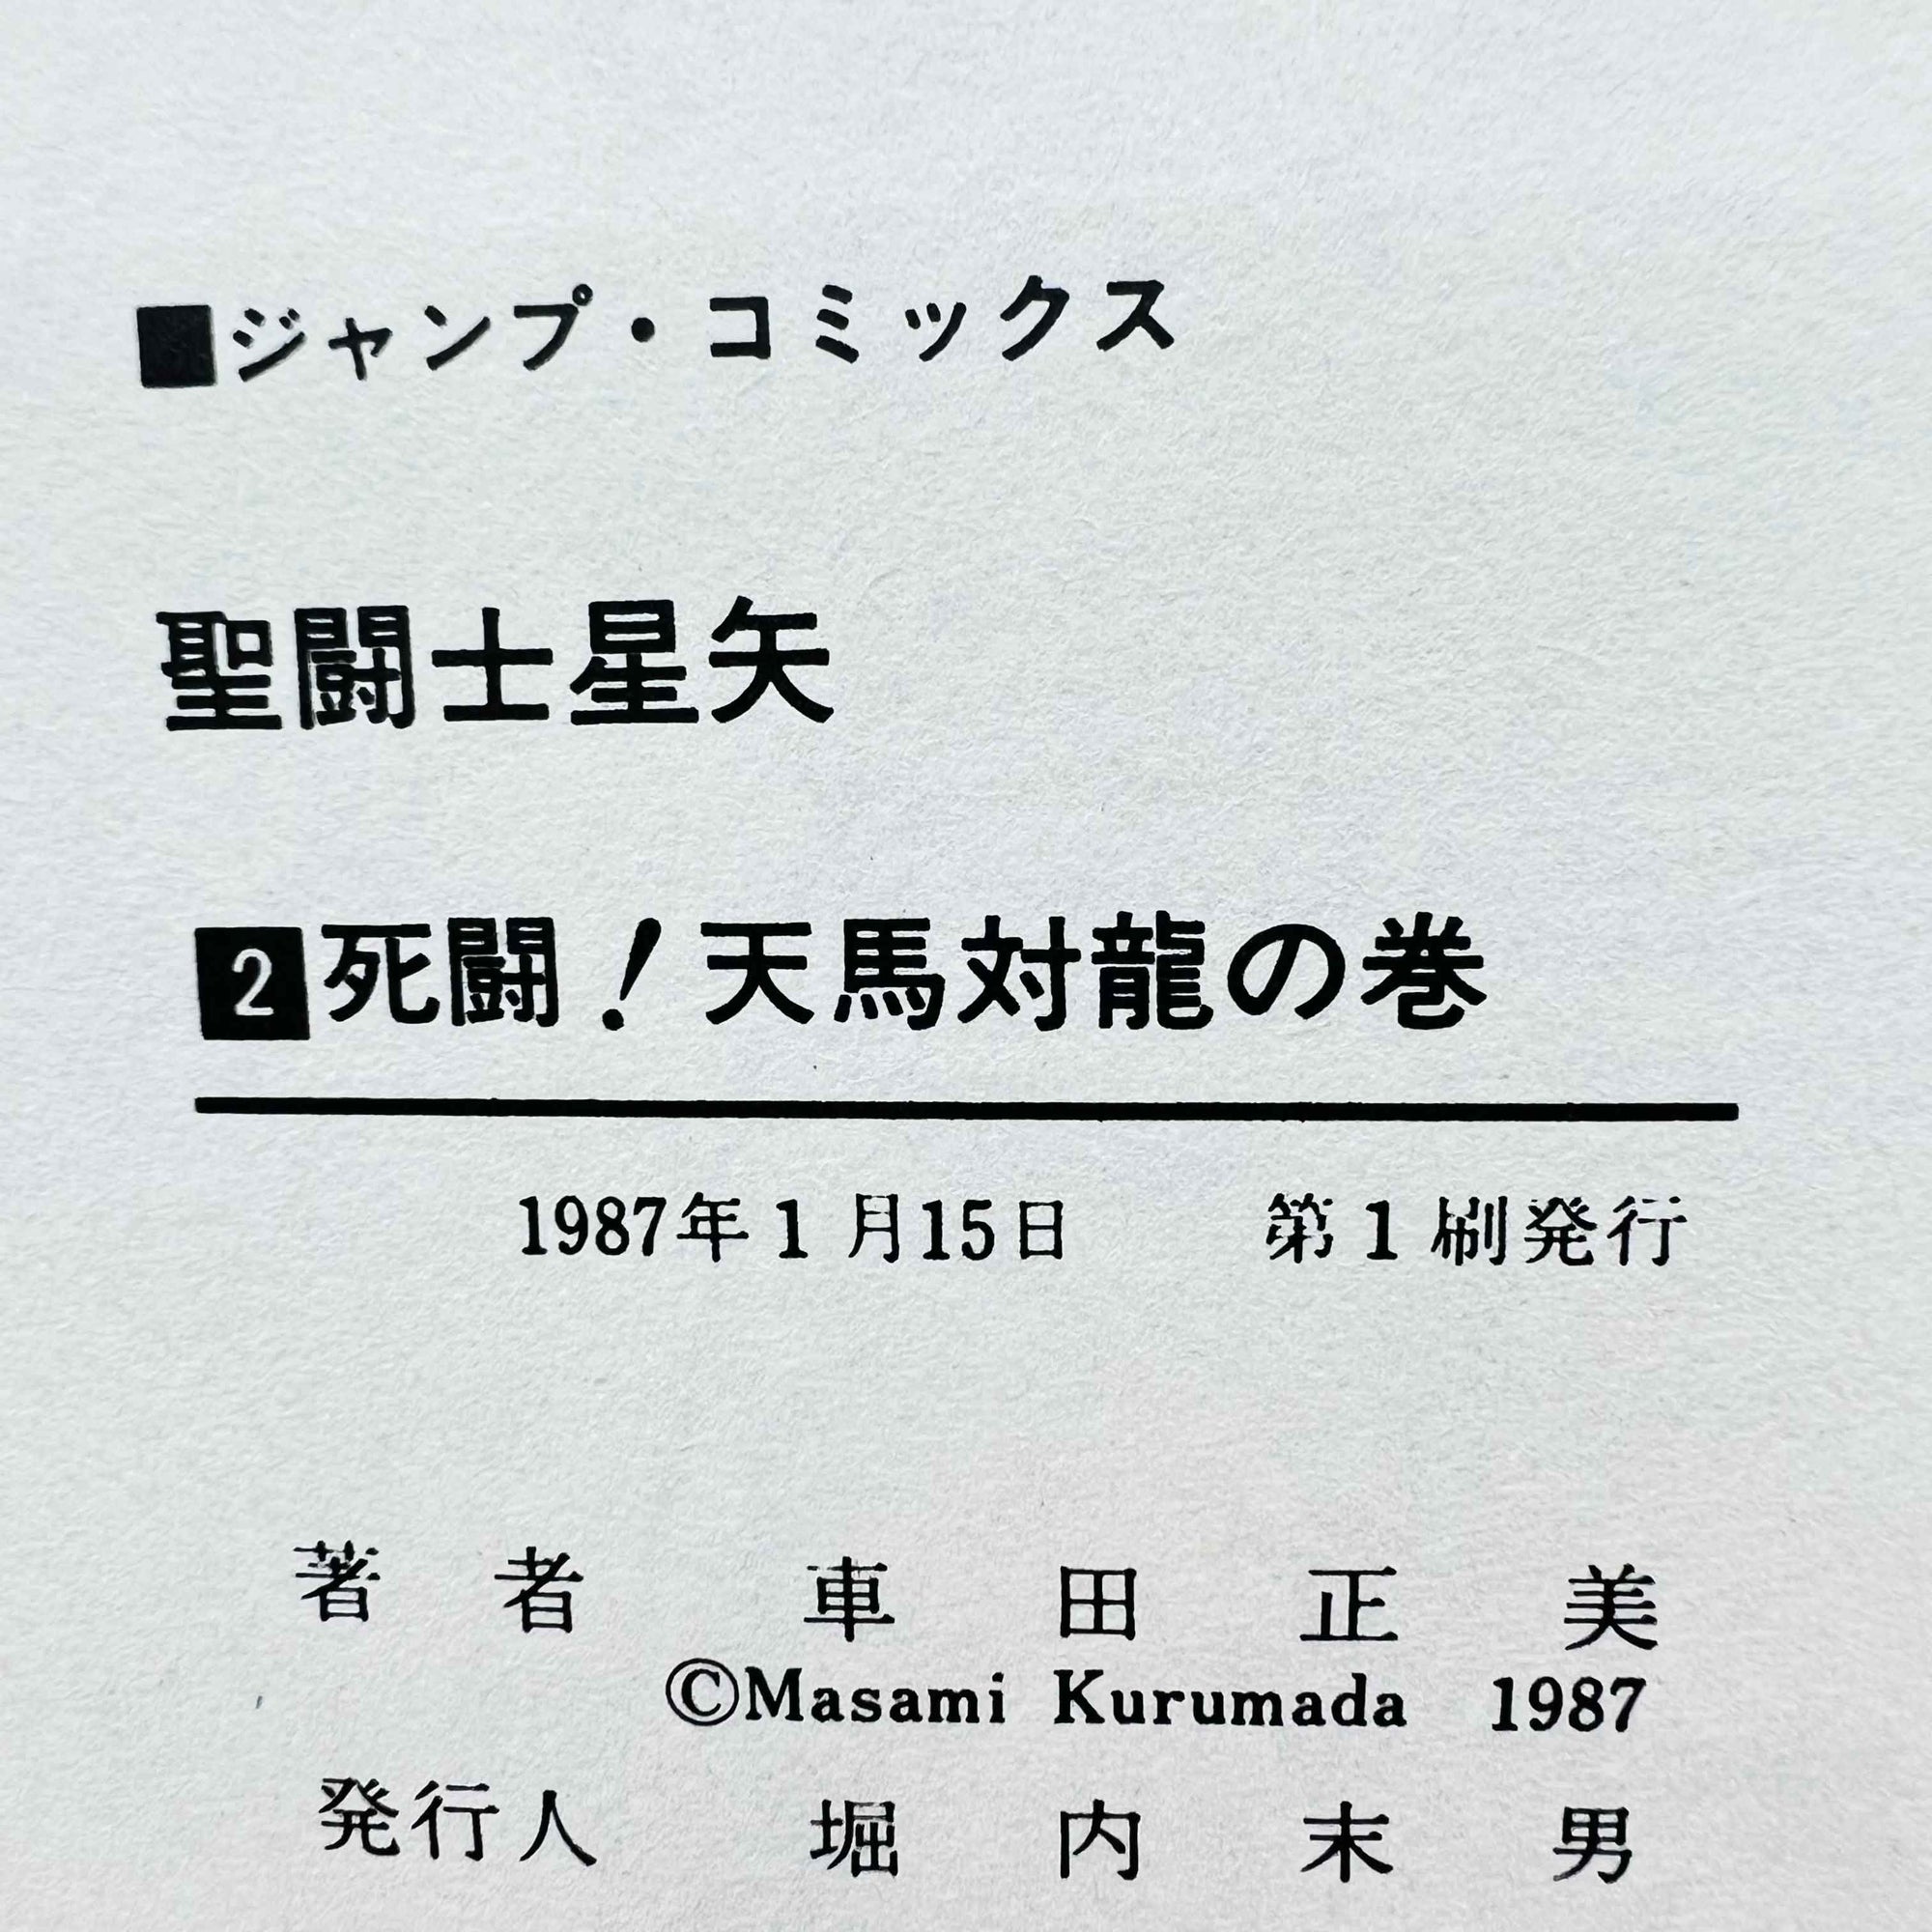 ■ジャンプ・コミックス
聖闘士星矢
2死闘!天馬対龍の巻
1987年1月15日 第1刷発行
著者 車田正美
©Masami Kurumada 1987
発行人 堀内末男